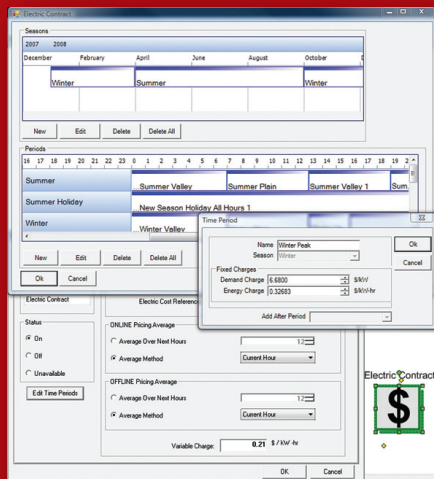 Electric Contract
Seasons
2007 2008
December February April June August October D
Winter Summer Winter
New Edit Delete Delete All
Periods
16 17 18 19 20 21 22 23 0 1 2 3 4 5 6 7 8 9 10 11 12 13 14 15 16 17 18 19 2
Summer
Summer Valley Summer Plain Summer Valley 1 Sum
Summer Holiday
New Season Holiday All Hours 1
Winter
Winter Valley
New Edit Delete Delete All
Ok Cancel
Time Period
Name Winter Peak
Season Winter
Ok
Cancel
Fixed Charges
Demand Charge 6.6800 $/kW
Energy Charge 0.32683 $/kW-hr
Add After Period
Electric Contract
Electric Cost Reference
Status
On
Off
Unavailable
Edit Time Periods
ONLINE Pricing Average
Average Over Next Hours 12
Average Method Current Hour
OFFLINE Pricing Average
Average Over Next Hours 12
Average Method Current Hour
Variable Charge: 0.21 $ / kW -hr
OK Cancel
Electric Contract
$